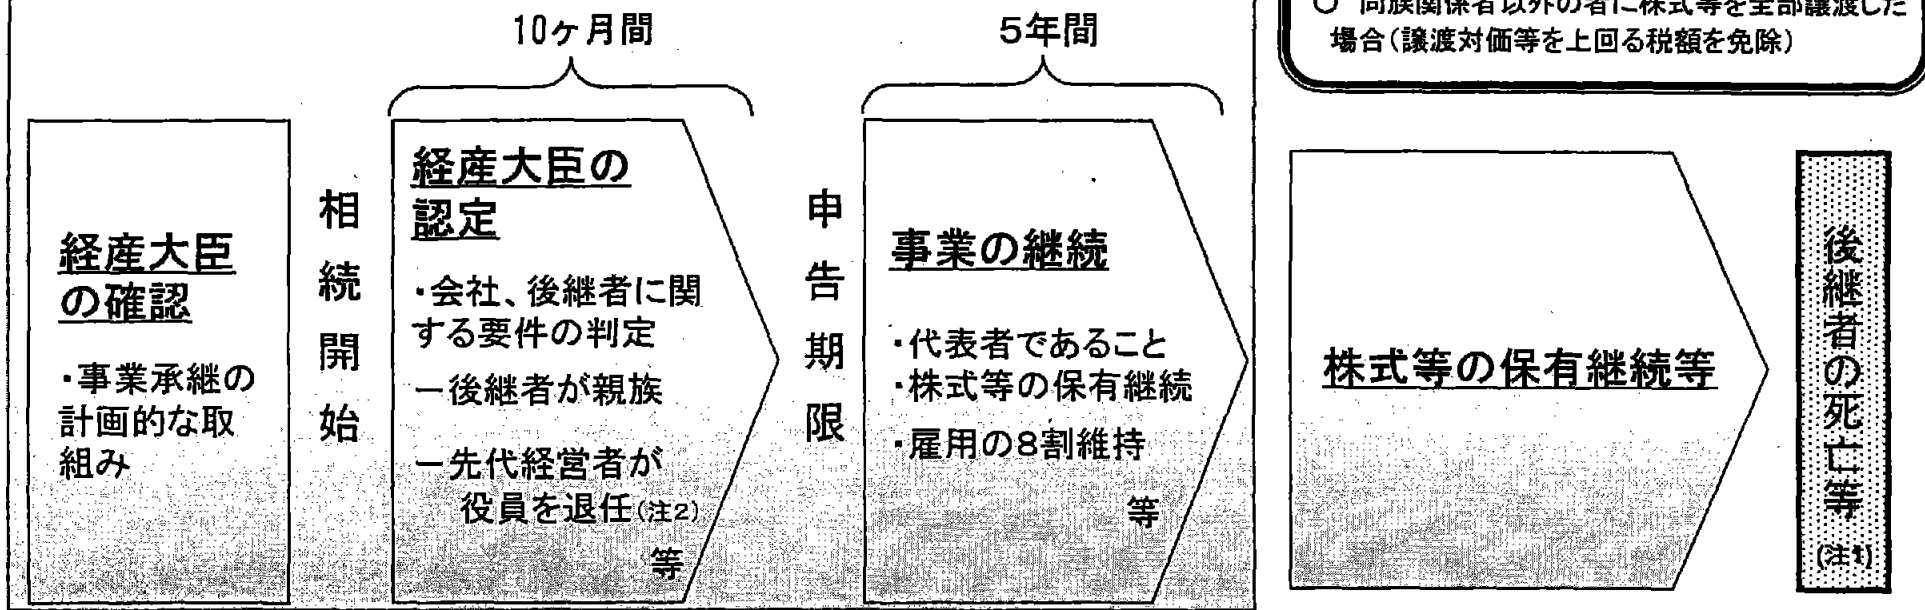 10ヶ月間
5年間
○ 同族関係者以外の者に株式等を全部譲渡した
場合(譲渡対価等を上回る税額を免除)
経産大臣
の確認
・事業承継の
計画的な取
組み
相続開始
経産大臣の
認定
・会社、後継者に関
する要件の判定
ー後継者が親族
ー先代経営者が
役員を退任(注2)
等
申告期限
事業の継続
・代表者であること
・株式等の保有継続
・雇用の8割維持
等
株式等の保有継続等
後継者の死亡等
(注1)